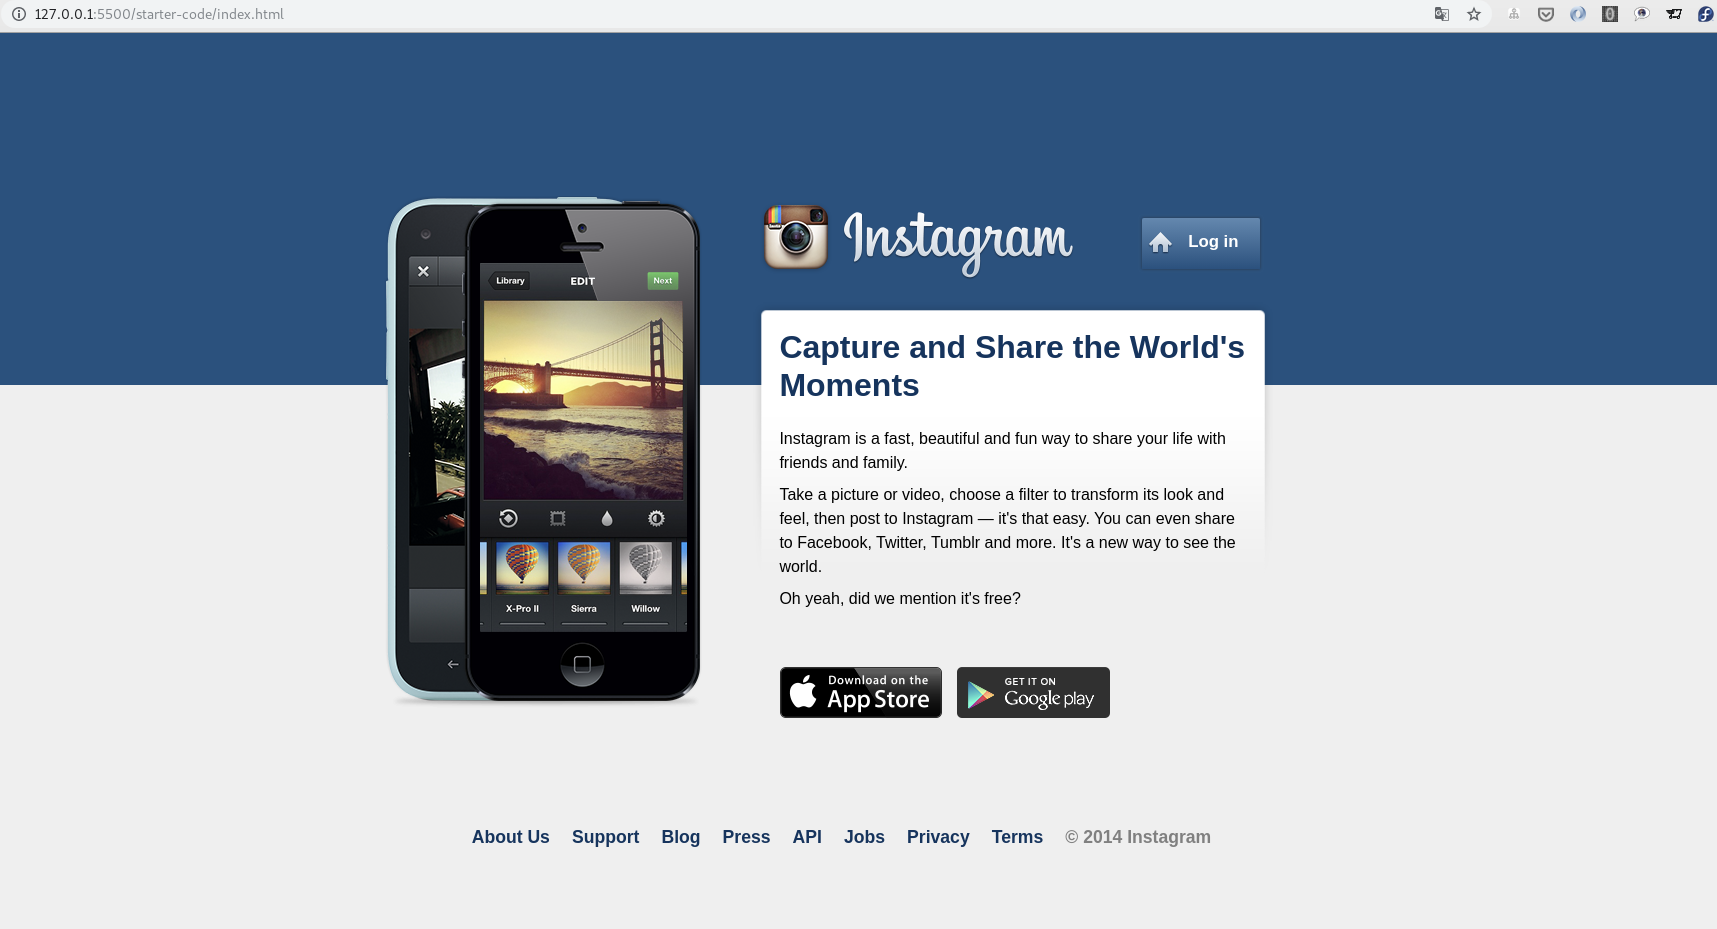 127.0.0.1:5500/starter-code/index.html
Instagram
Log in
Library
EDIT
Next
X-Pro II
Sierra
Willow
Capture and Share the World's
Moments
Instagram is a fast, beautiful and fun way to share your life with
friends and family.
Take a picture or video, choose a filter to transform its look and
feel, then post to Instagram — it's that easy. You can even share
to Facebook, Twitter, Tumblr and more. It's a new way to see the
world.
Oh yeah, did we mention it's free?
Download on the
App Store
GET IT ON
Google play
About Us Support Blog Press API Jobs Privacy Terms © 2014 Instagram